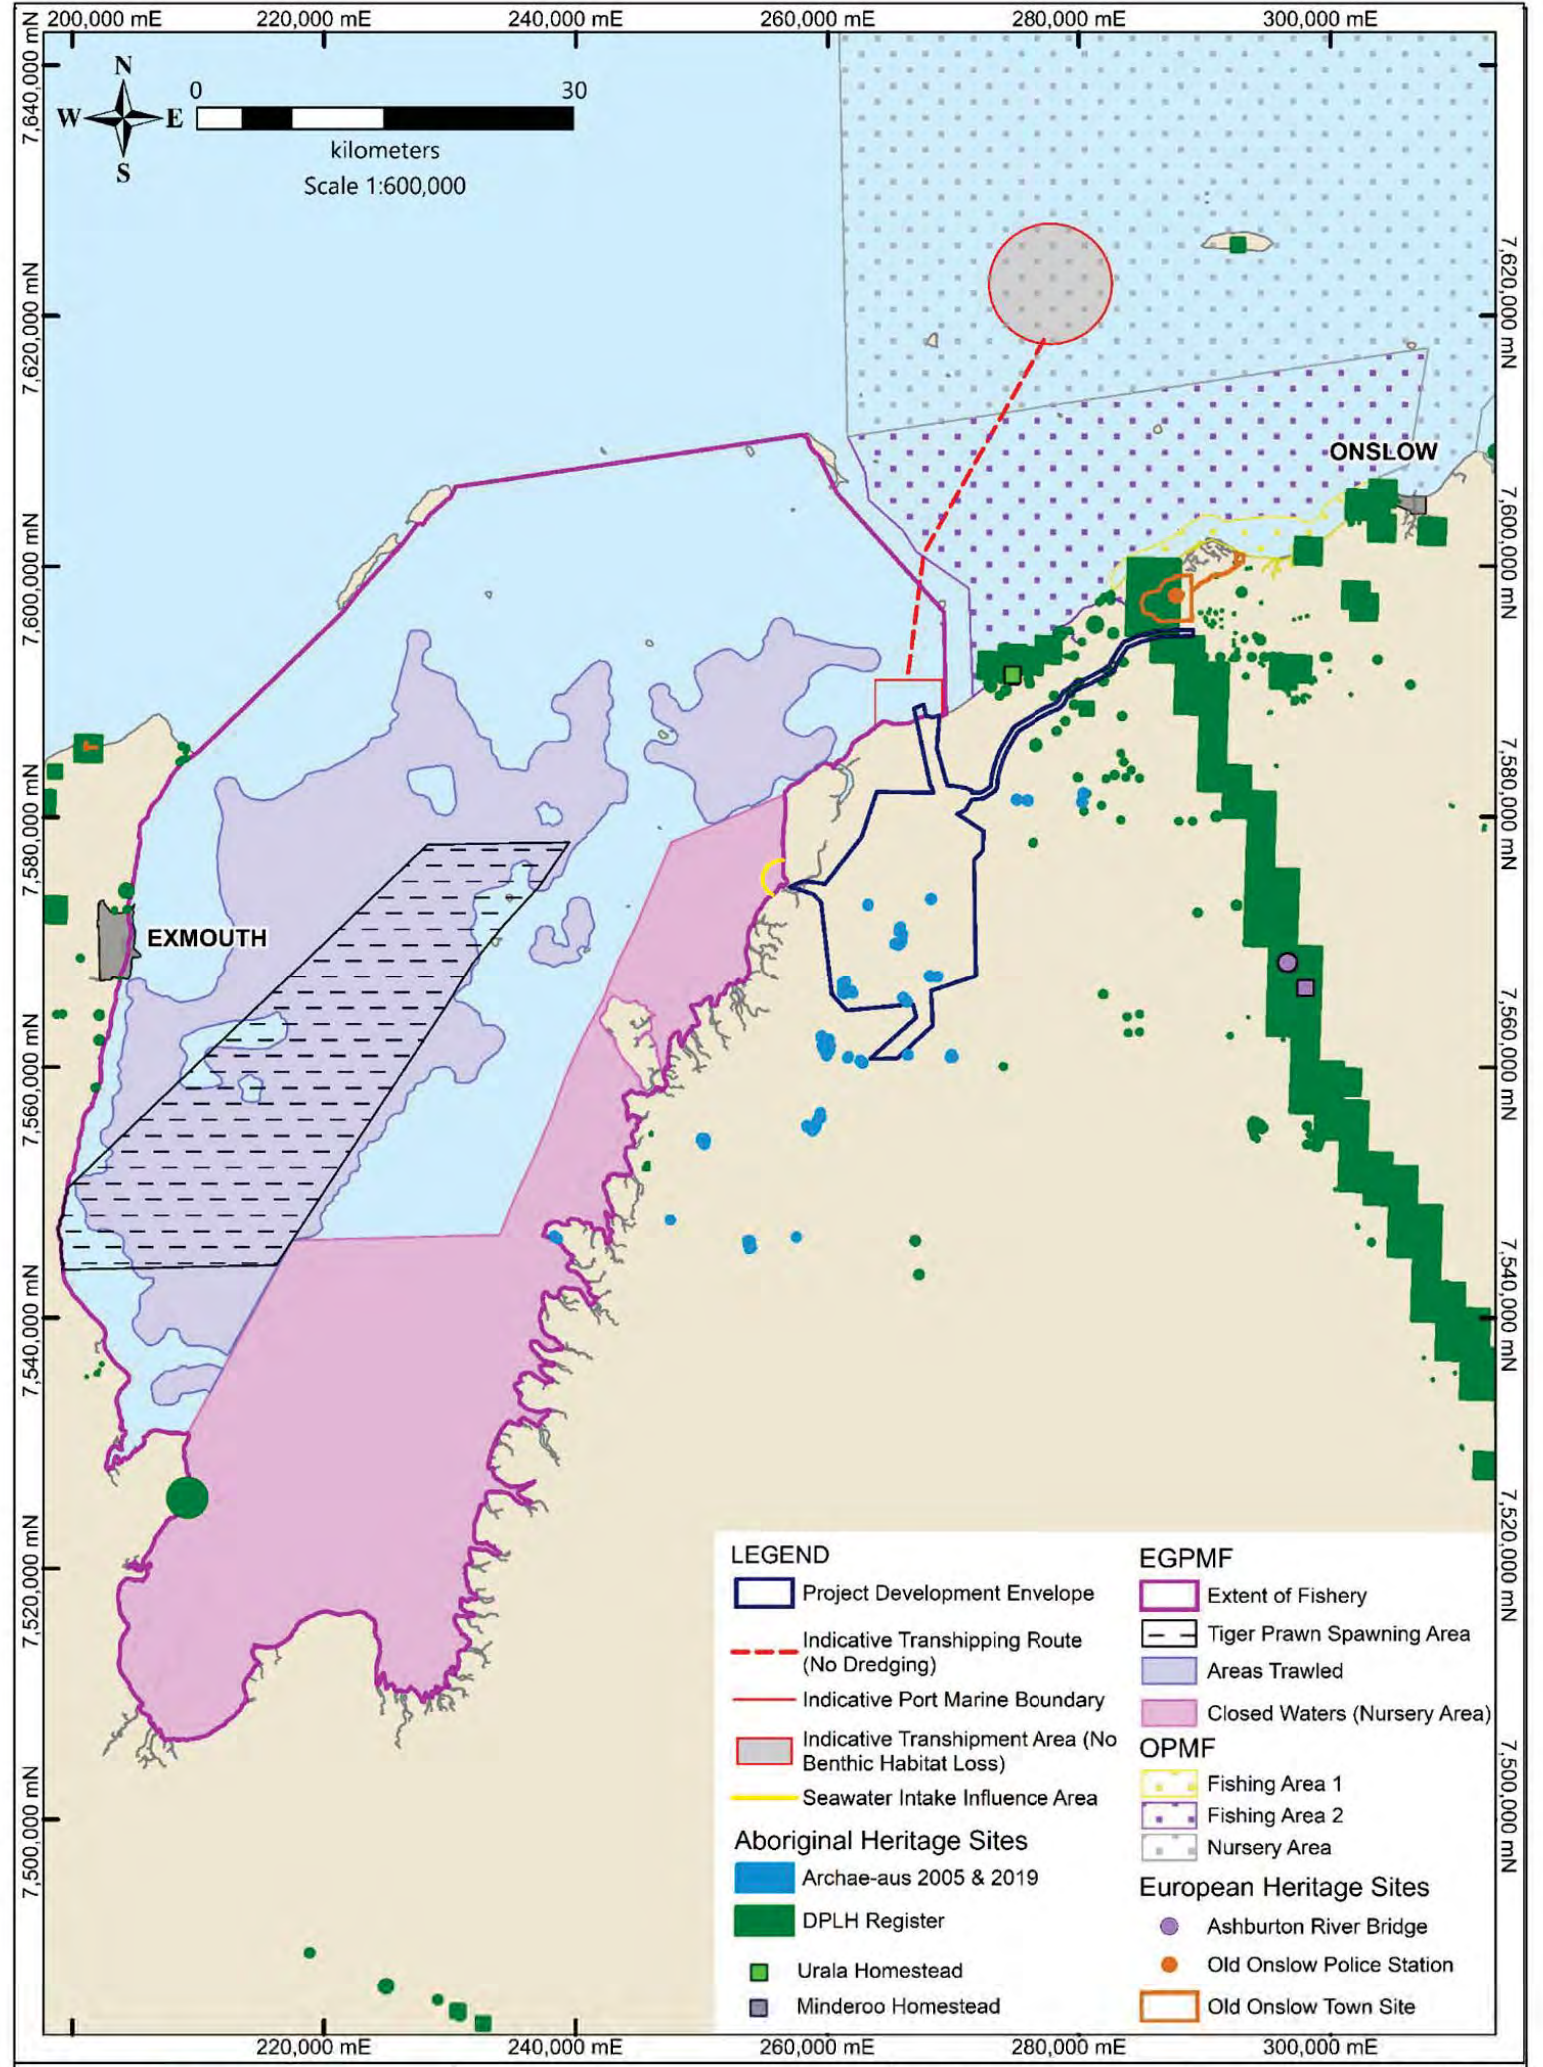 200,000 mE
220,000 mE
240,000 mE
260,000 mE
280,000 mE
300,000 mE
7,640,000 mN
7,620,000 mN
7,600,000 mN
7,580,000 mN
7,560,000 mN
7,540,000 mN
7,520,000 mN
7,500,000 mN
N
W
E
S
0
30
kilometers
Scale 1:600,000
ONSLOW
EXMOUTH
7,620,000 mN
7,600,000 mN
7,580,000 mN
7,560,000 mN
7,540,000 mN
7,520,000 mN
7,500,000 mN
LEGEND
Project Development Envelope
Indicative Transhipping Route
(No Dredging)
Indicative Port Marine Boundary
Indicative Transhipment Area (No
Benthic Habitat Loss)
Seawater Intake Influence Area
Aboriginal Heritage Sites
Archae-aus 2005 & 2019
DPLH Register
Urala Homestead
Minderoo Homestead
EGPMF
Extent of Fishery
Tiger Prawn Spawning Area
Areas Trawled
Closed Waters (Nursery Area)
OPMF
Fishing Area 1
Fishing Area 2
Nursery Area
European Heritage Sites
Ashburton River Bridge
Old Onslow Police Station
Old Onslow Town Site
220,000 mE
240,000 mE
260,000 mE
280,000 mE
300,000 mE